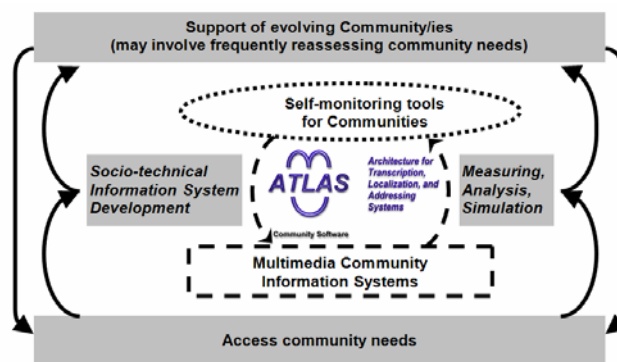 Support of evolving Community/ies
(may involve frequently reassessing community needs)
Self-monitoring tools
for Communities
Socio-technical
Information System
Development
ATLAS
Community Software
Architecture for
Transcription,
Localization, and
Addressing
Systems
Measuring,
Analysis,
Simulation
Multimedia Community
Information Systems
Access community needs